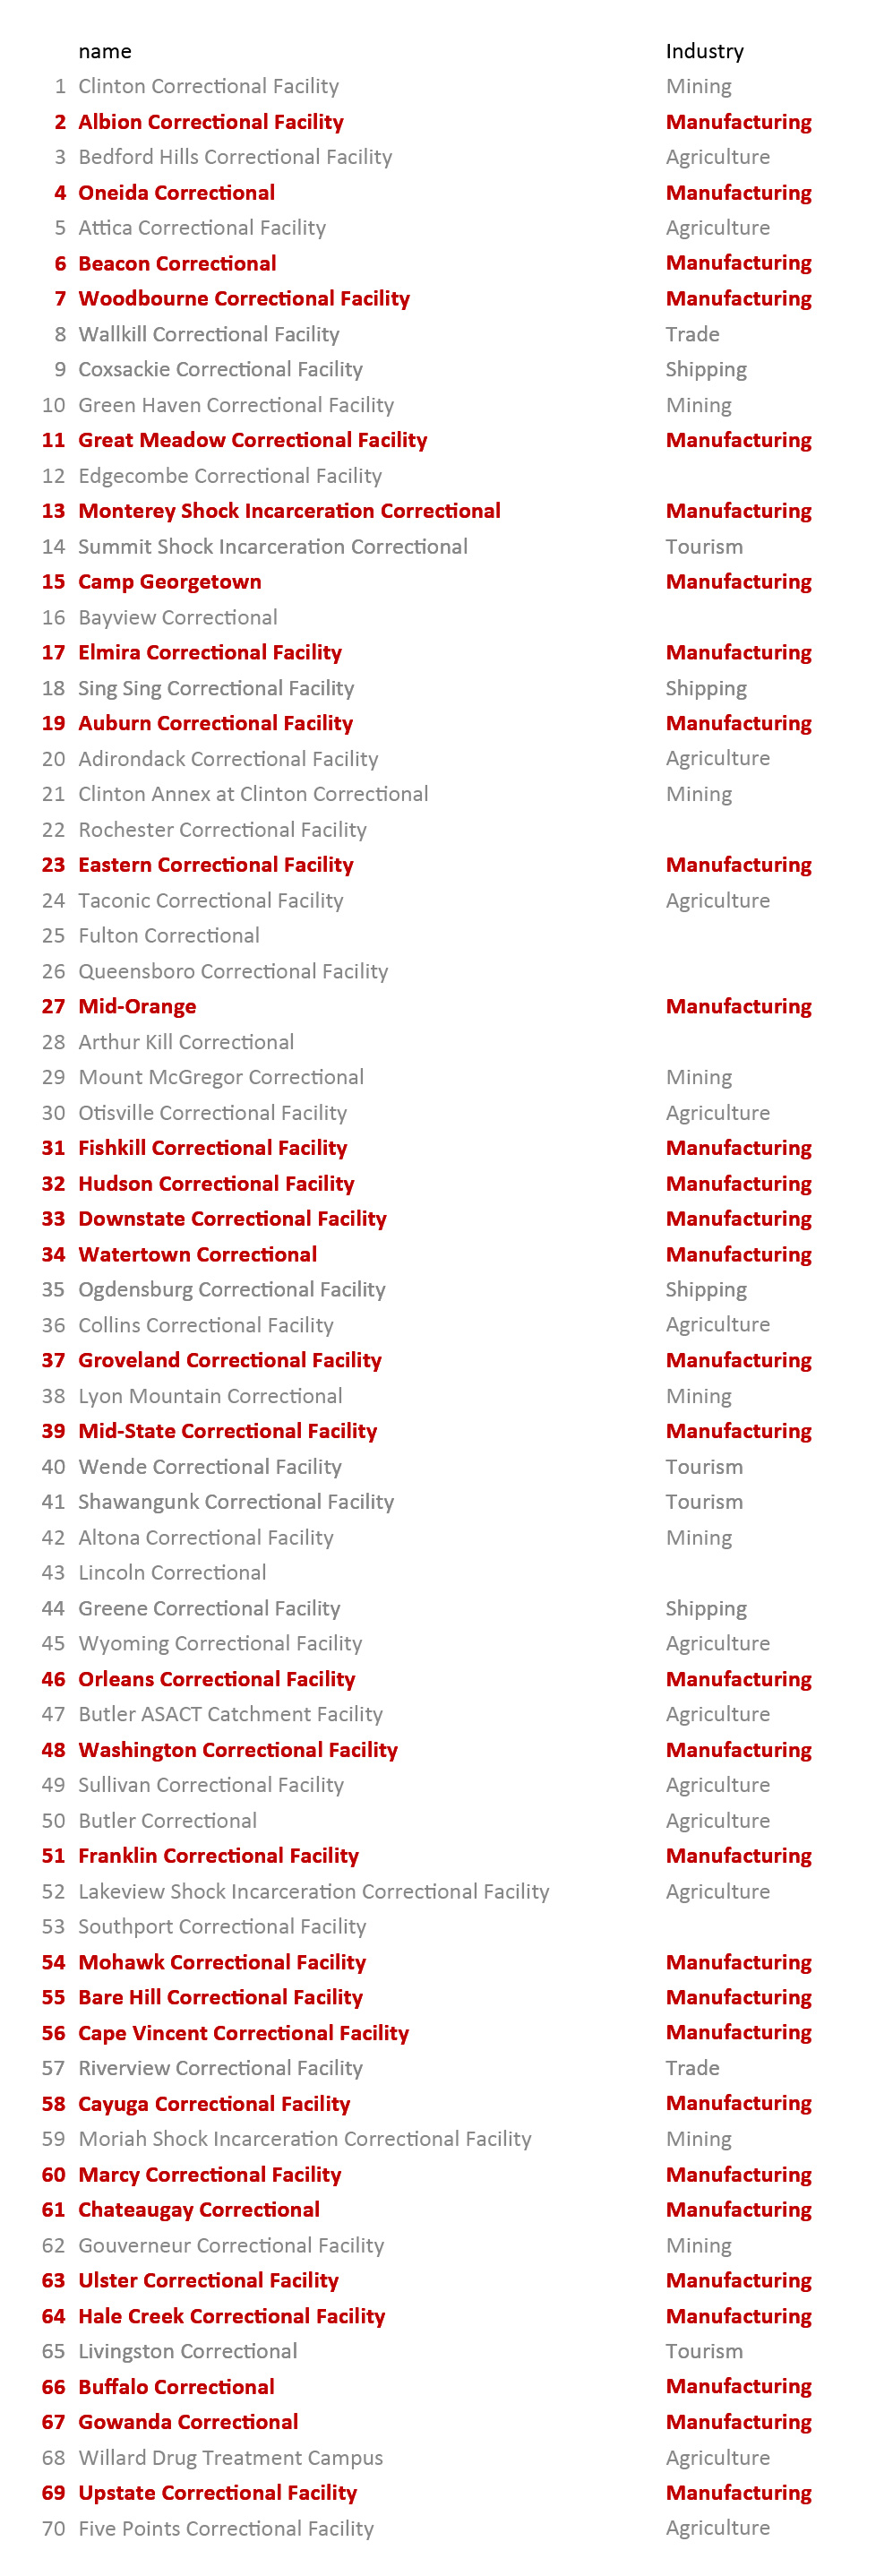 name Industry
1 Clinton Correctional Facility Mining
2 Albion Correctional Facility Manufacturing
3 Bedford Hills Correctional Facility Agriculture
4 Oneida Correctional Manufacturing
5 Attica Correctional Facility Agriculture
6 Beacon Correctional Manufacturing
7 Woodbourne Correctional Facility Manufacturing
8 Wallkill Correctional Facility Trade
9 Coxsackie Correctional Facility Shipping
10 Green Haven Correctional Facility Mining
11 Great Meadow Correctional Facility Manufacturing
12 Edgecombe Correctional Facility
13 Monterey Shock Incarceration Correctional Manufacturing
14 Summit Shock Incarceration Correctional Tourism
15 Camp Georgetown Manufacturing
16 Bayview Correctional
17 Elmira Correctional Facility Manufacturing
18 Sing Sing Correctional Facility Shipping
19 Auburn Correctional Facility Manufacturing
20 Adirondack Correctional Facility Agriculture
21 Clinton Annex at Clinton Correctional Mining
22 Rochester Correctional Facility
23 Eastern Correctional Facility Manufacturing
24 Taconic Correctional Facility Agriculture
25 Fulton Correctional
26 Queensboro Correctional Facility
27 Mid-Orange Manufacturing
28 Arthur Kill Correctional
29 Mount McGregor Correctional Mining
30 Otisville Correctional Facility Agriculture
31 Fishkill Correctional Facility Manufacturing
32 Hudson Correctional Facility Manufacturing
33 Downstate Correctional Facility Manufacturing
34 Watertown Correctional Manufacturing
35 Ogdensburg Correctional Facility Shipping
36 Collins Correctional Facility Agriculture
37 Groveland Correctional Facility Manufacturing
38 Lyon Mountain Correctional Mining
39 Mid-State Correctional Facility Manufacturing
40 Wende Correctional Facility Tourism
41 Shawangunk Correctional Facility Tourism
42 Altona Correctional Facility Mining
43 Lincoln Correctional
44 Greene Correctional Facility Shipping
45 Wyoming Correctional Facility Agriculture
46 Orleans Correctional Facility Manufacturing
47 Butler ASACT Catchment Facility Agriculture
48 Washington Correctional Facility Manufacturing
49 Sullivan Correctional Facility Agriculture
50 Butler Correctional Agriculture
51 Franklin Correctional Facility Manufacturing
52 Lakeview Shock Incarceration Correctional Facility Agriculture
53 Southport Correctional Facility
54 Mohawk Correctional Facility Manufacturing
55 Bare Hill Correctional Facility Manufacturing
56 Cape Vincent Correctional Facility Manufacturing
57 Riverview Correctional Facility Trade
58 Cayuga Correctional Facility Manufacturing
59 Moriah Shock Incarceration Correctional Facility Mining
60 Marcy Correctional Facility Manufacturing
61 Chateaugay Correctional Manufacturing
62 Gouverneur Correctional Facility Mining
63 Ulster Correctional Facility Manufacturing
64 Hale Creek Correctional Facility Manufacturing
65 Livingston Correctional Tourism
66 Buffalo Correctional Manufacturing
67 Gowanda Correctional Manufacturing
68 Willard Drug Treatment Campus Agriculture
69 Upstate Correctional Facility Manufacturing
70 Five Points Correctional Facility Agriculture